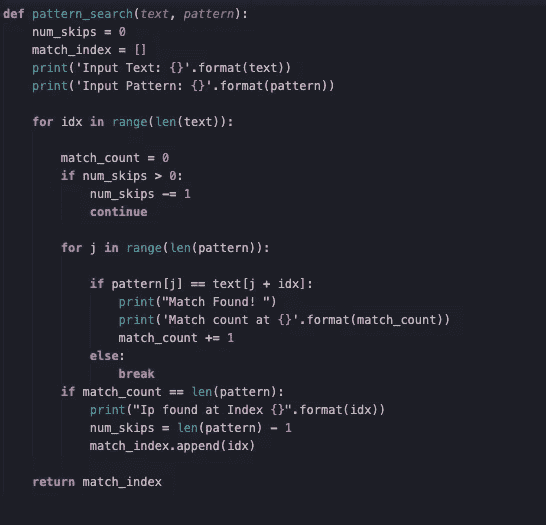 def pattern_search(text, pattern):
    num_skips = 0
    match_index = []
    print('Input Text: {}'.format(text))
    print('Input Pattern: {}'.format(pattern))

    for idx in range(len(text)):

        match_count = 0
        if num_skips > 0:
            num_skips -= 1
            continue

        for j in range(len(pattern)):

            if pattern[j] == text[j + idx]:
                print("Match Found! ")
                print('Match count at {}'.format(match_count))
                match_count += 1
            else:
                break
        if match_count == len(pattern):
            print("Ip found at Index {}".format(idx))
            num_skips = len(pattern) - 1
            match_index.append(idx)

    return match_index